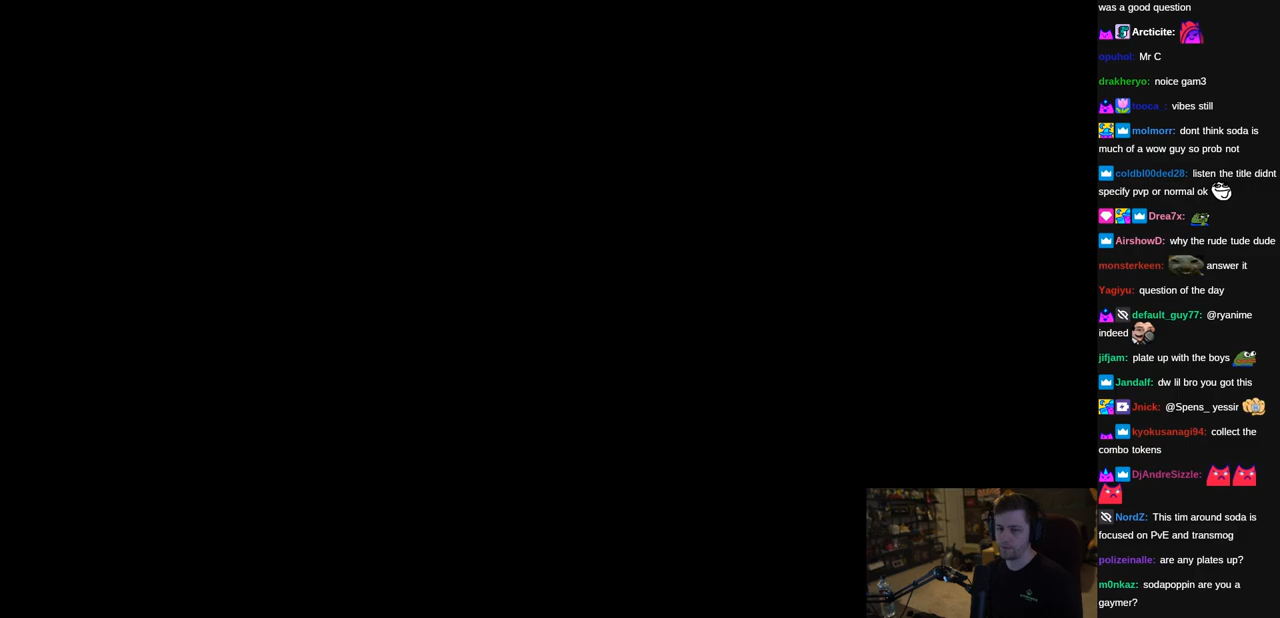 was a good question
Arcticite:
opuhol: Mr C
drakheryo: noice gam3
tooca_: vibes still
molmorr: dont think soda is
much of a wow guy so prob not
coldbl00ded28: listen the title didnt
specify pvp or normal ok
Drea7x:
AirshowD: why the rude tude dude
monsterkeen: answer it
Yagiyu: question of the day
default_guy77: @ryanime
indeed
jifjam: plate up with the boys
Jandalf: dw lil bro you got this
Jnick: @Spens_ yessir
kyokusanagi94: collect the
combo tokens
DjAndreSizzle:
NordZ: This tim around soda is
focused on PvE and transmog
polizeinalle: are any plates up?
m0nkaz: sodapoppin are you a
gaymer?